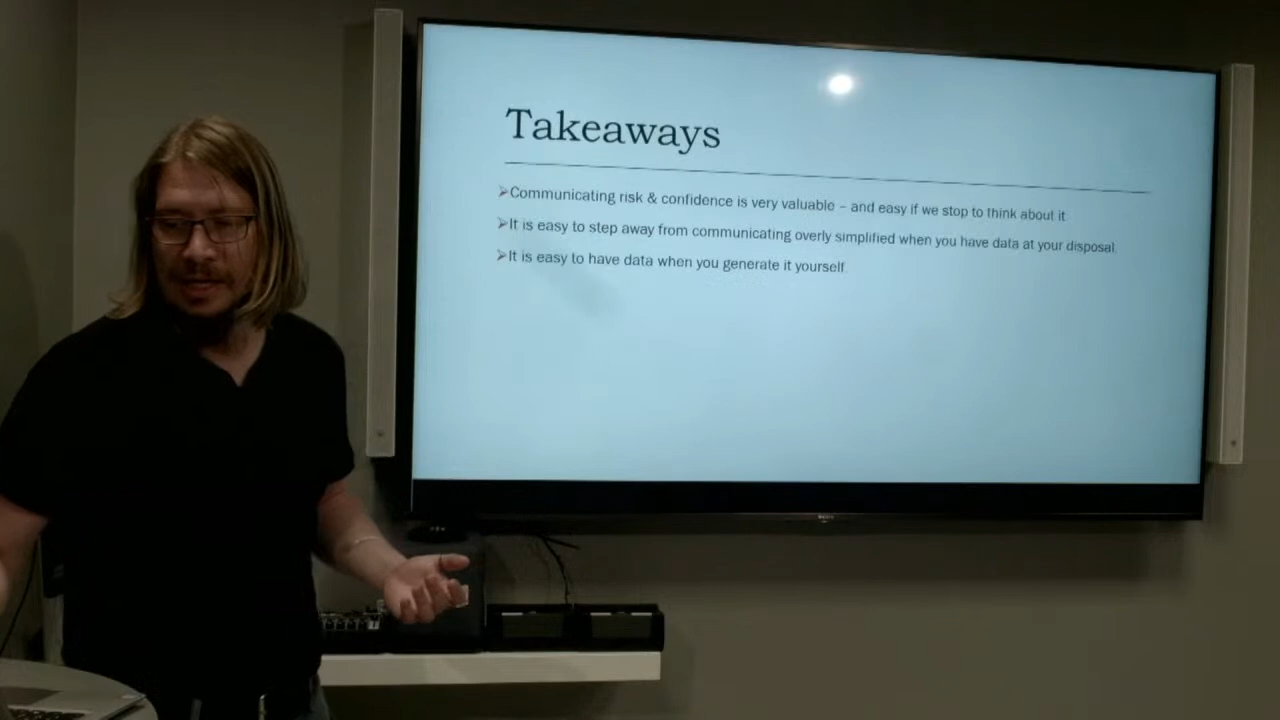 Takeaways
➢Communicating risk & confidence is very valuable – and easy if we stop to think about it
➢It is easy to step away from communicating overly simplified when you have data at your disposal.
➢It is easy to have data when you generate it yourself